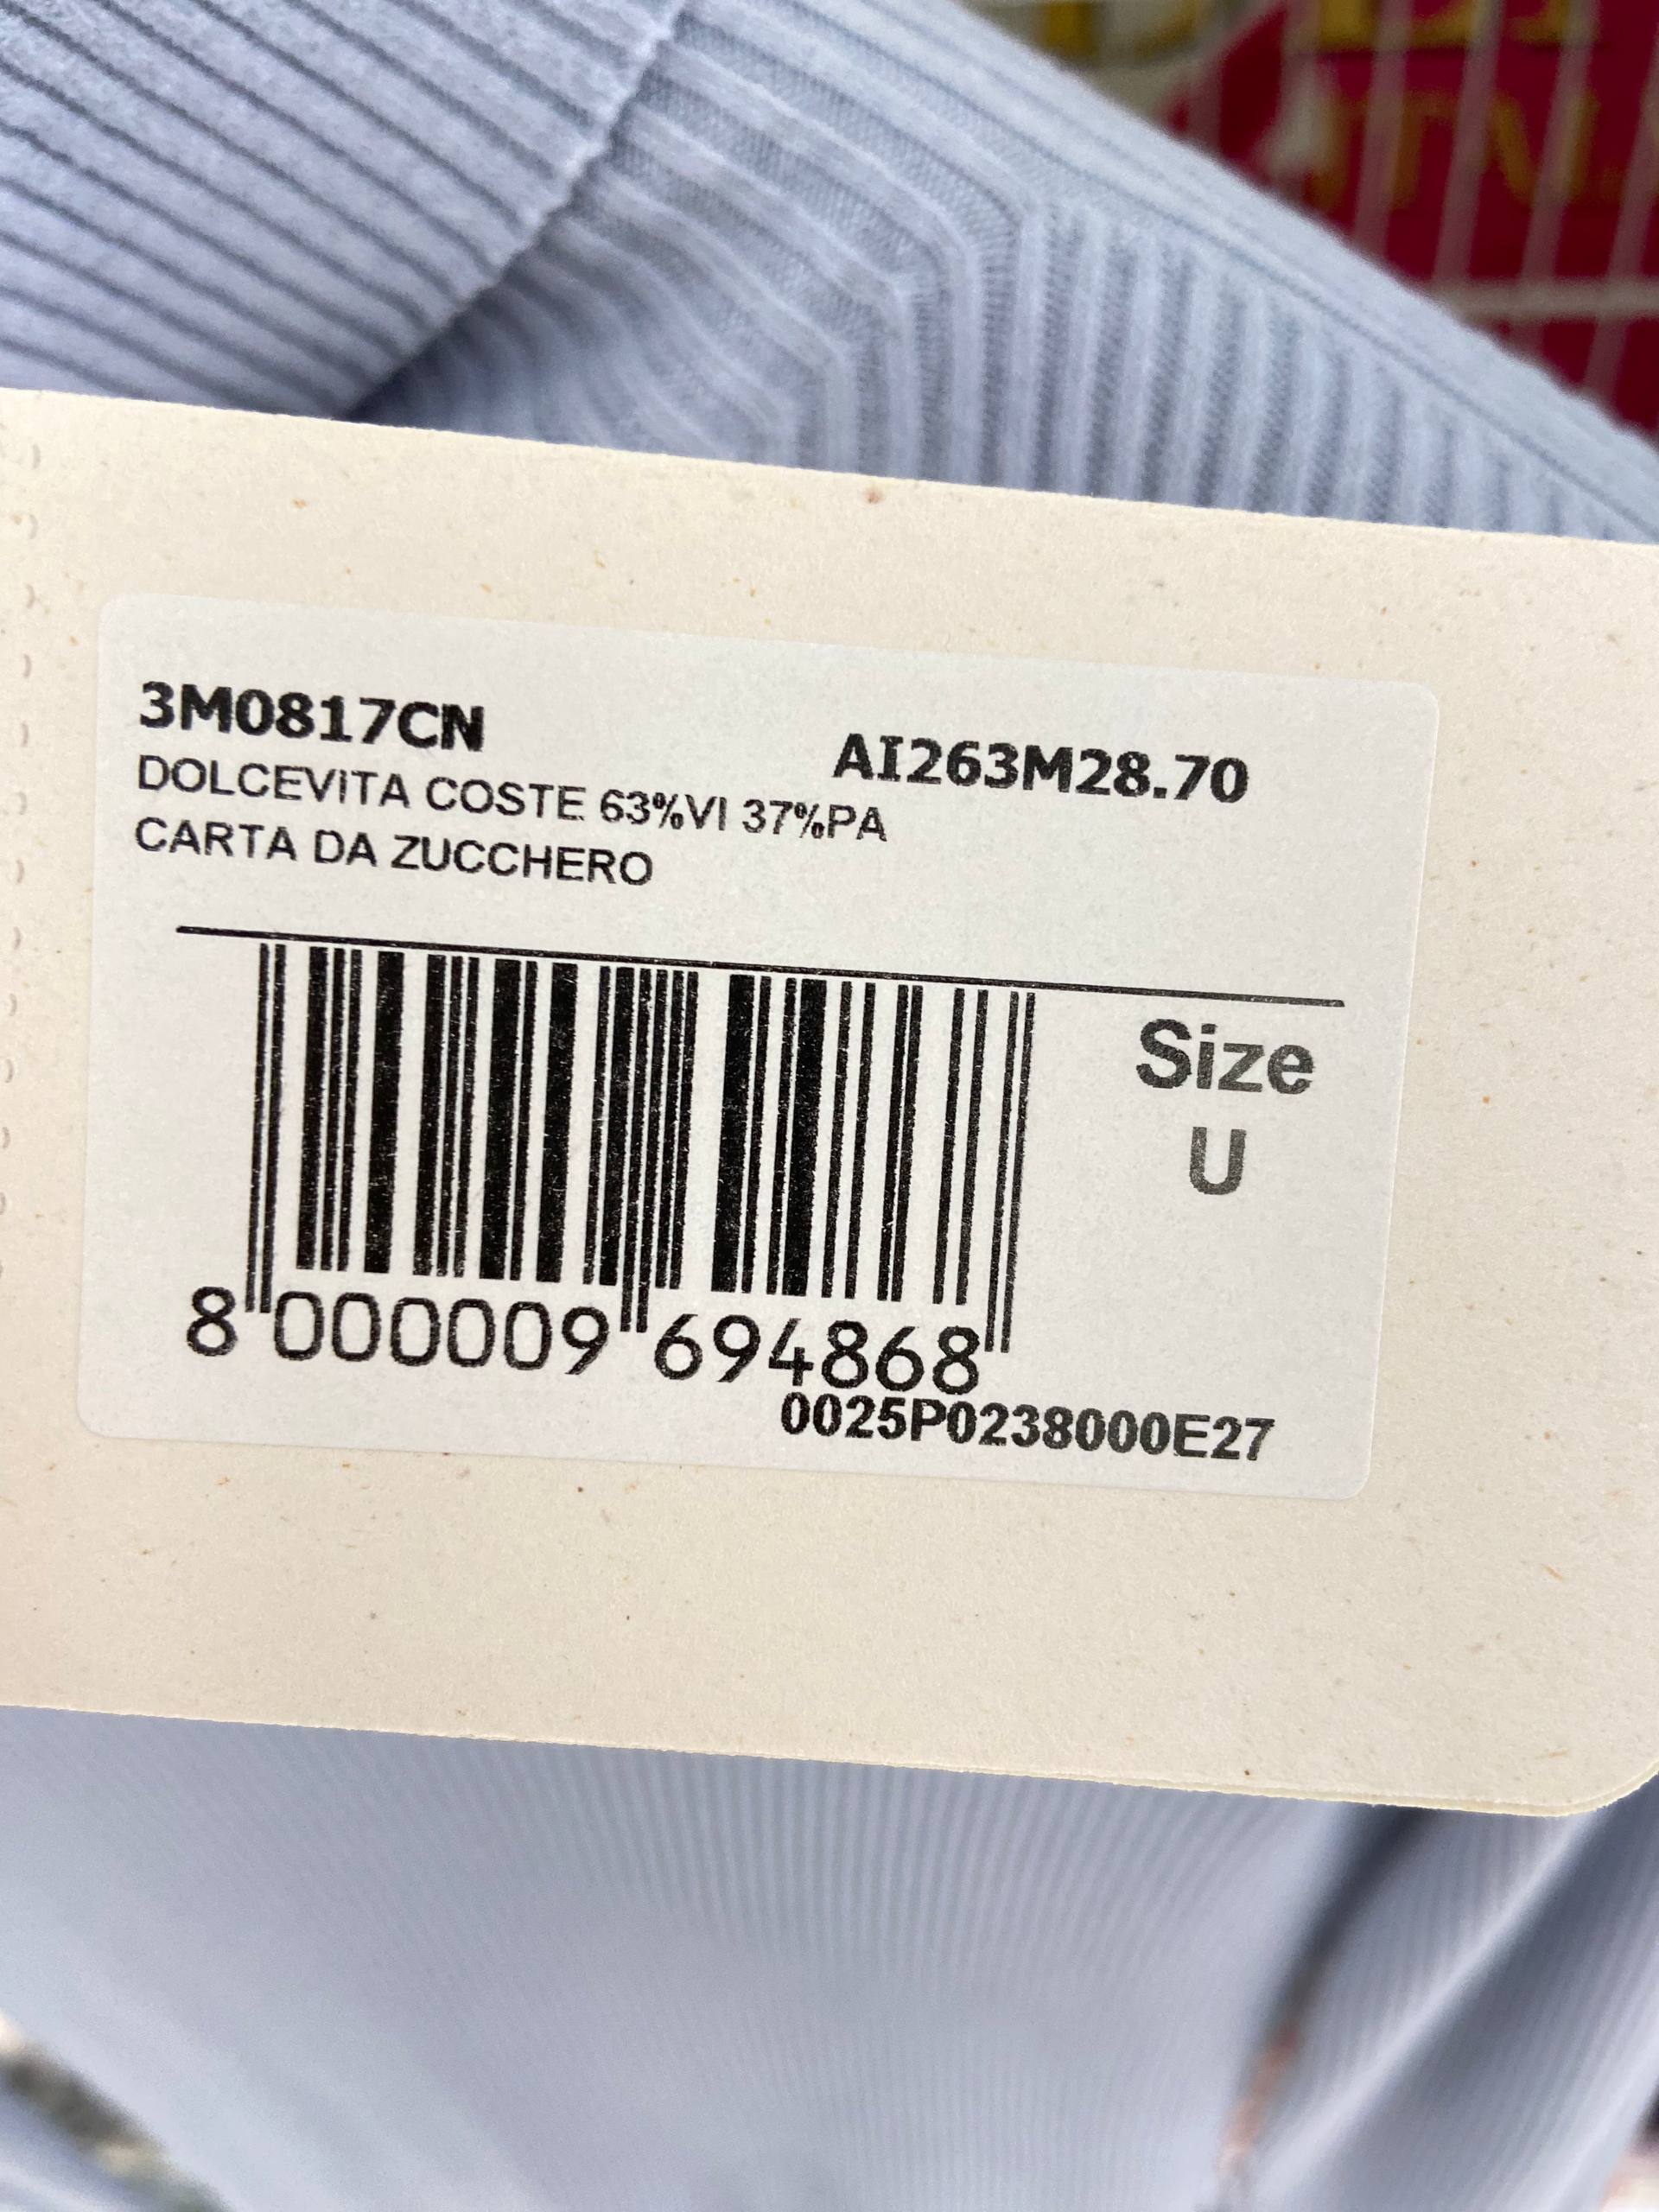 3M0817CN
AI263M28.70
DOLCEVITA COSTE 63%VI 37%PA
CARTA DA ZUCCHERO
Size
U
8 000009 694868
0025P0238000E27